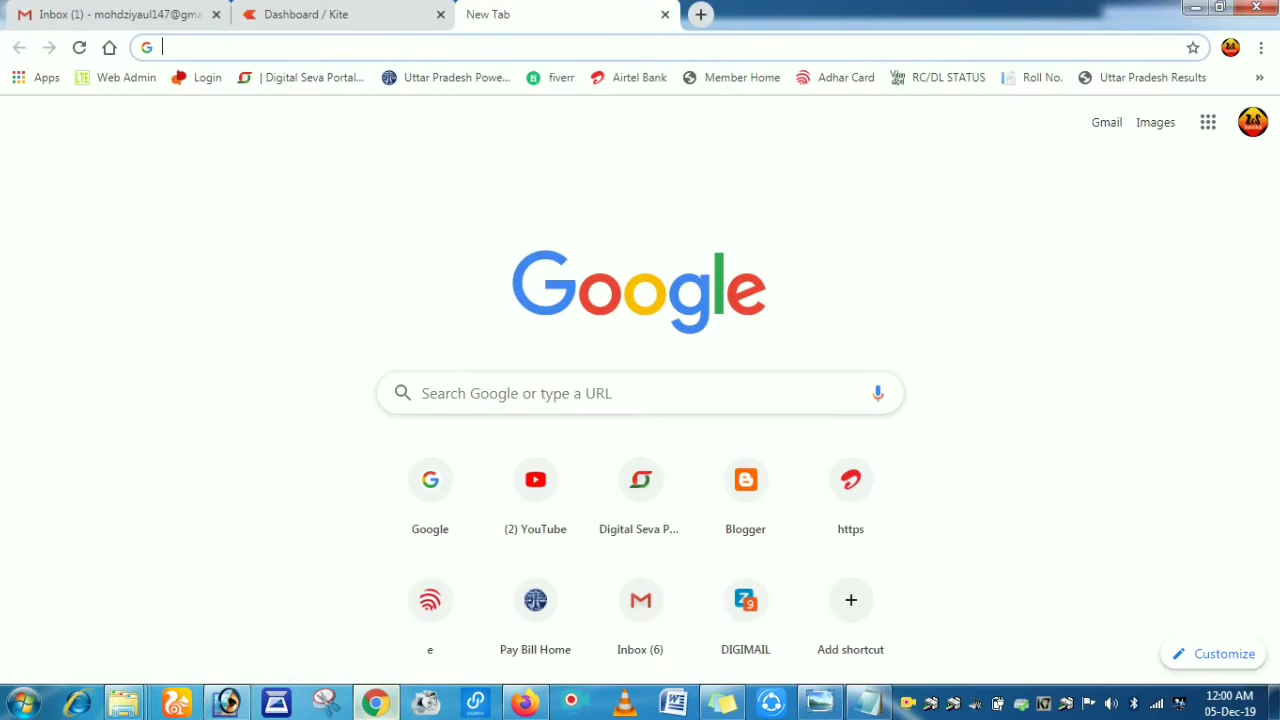 Inbox (1) - mohdziyaul147@gma
Dashboard / Kite
New Tab
Apps
Web Admin
Login
| Digital Seva Portal...
Uttar Pradesh Powe...
fiverr
Airtel Bank
Member Home
Adhar Card
RC/DL STATUS
Roll No.
Uttar Pradesh Results
Gmail
Images
Google
Search Google or type a URL
Google
(2) YouTube
Digital Seva P...
Blogger
https
e
Pay Bill Home
Inbox (6)
DIGIMAIL
Add shortcut
Customize
12:00 AM
05-Dec-19